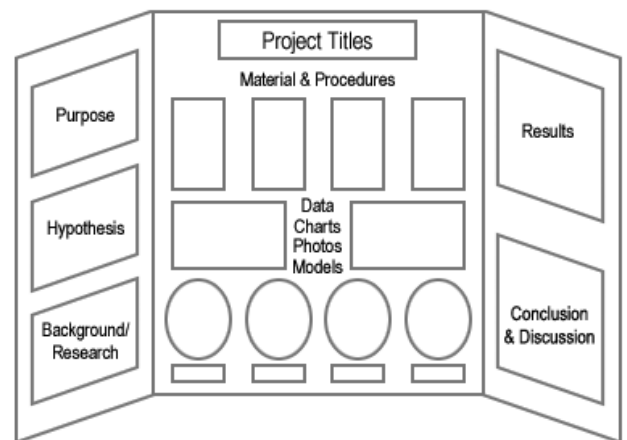 Project Titles
Material & Procedures
Purpose
Hypothesis
Background/
Research
Data
Charts
Photos
Models
Results
Conclusion
& Discussion